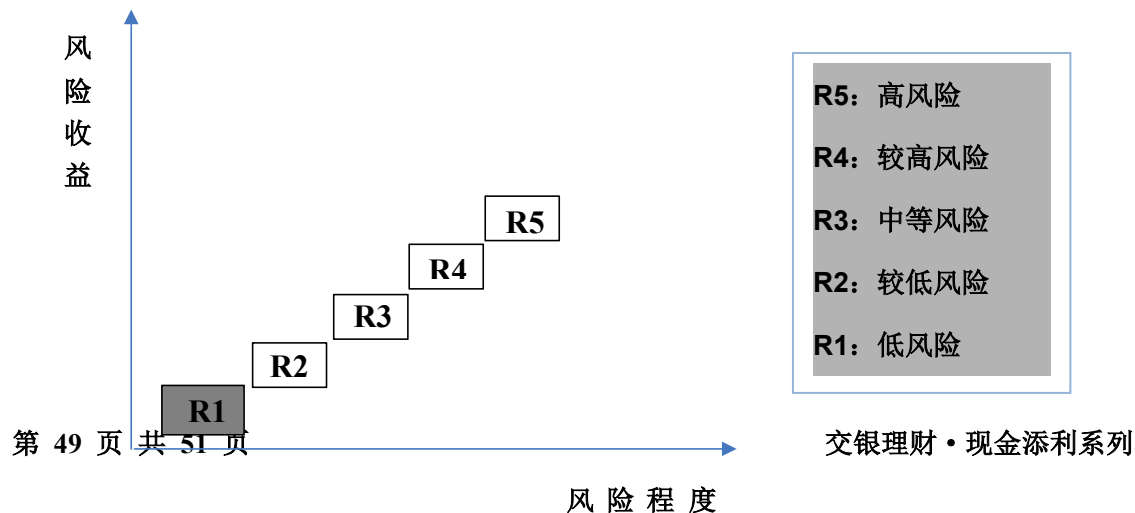 风
险
收
益
R5
R4
R3
R2
R1
R5：高风险
R4：较高风险
R3：中等风险
R2：较低风险
R1：低风险
第 49 页 共 51 页
交银理财·现金添利系列
风 险 程 度